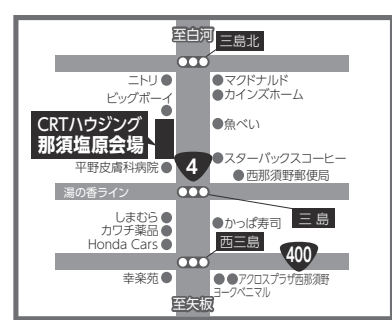 至白河
三島北
ニトリ
マクドナルド
ビッグボーイ
カインズホーム
CRTハウジング
那須塩原会場
魚べい
平野皮膚科病院
4
スターバックスコーヒー
西那須野郵便局
湯の香ライン
しまむら
カワチ薬品
Honda Cars
かっぱ寿司
三島
西三島
400
幸楽苑
アクロスプラザ西那須野
ヨークベニマル
至矢板